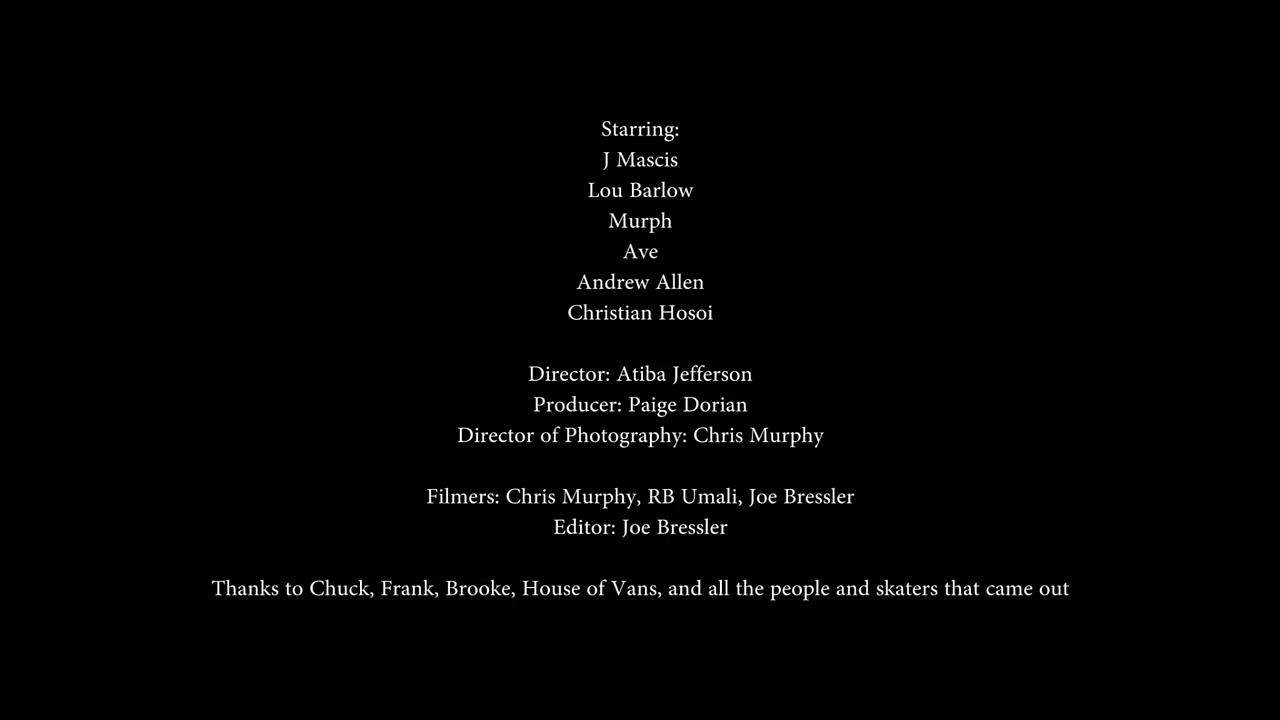 Starring:
J Mascis
Lou Barlow
Murph
Ave
Andrew Allen
Christian Hosoi
Director: Atiba Jefferson
Producer: Paige Dorian
Director of Photography: Chris Murphy
Filmers: Chris Murphy, RB Umali, Joe Bressler
Editor: Joe Bressler
Thanks to Chuck, Frank, Brooke, House of Vans, and all the people and skaters that came out